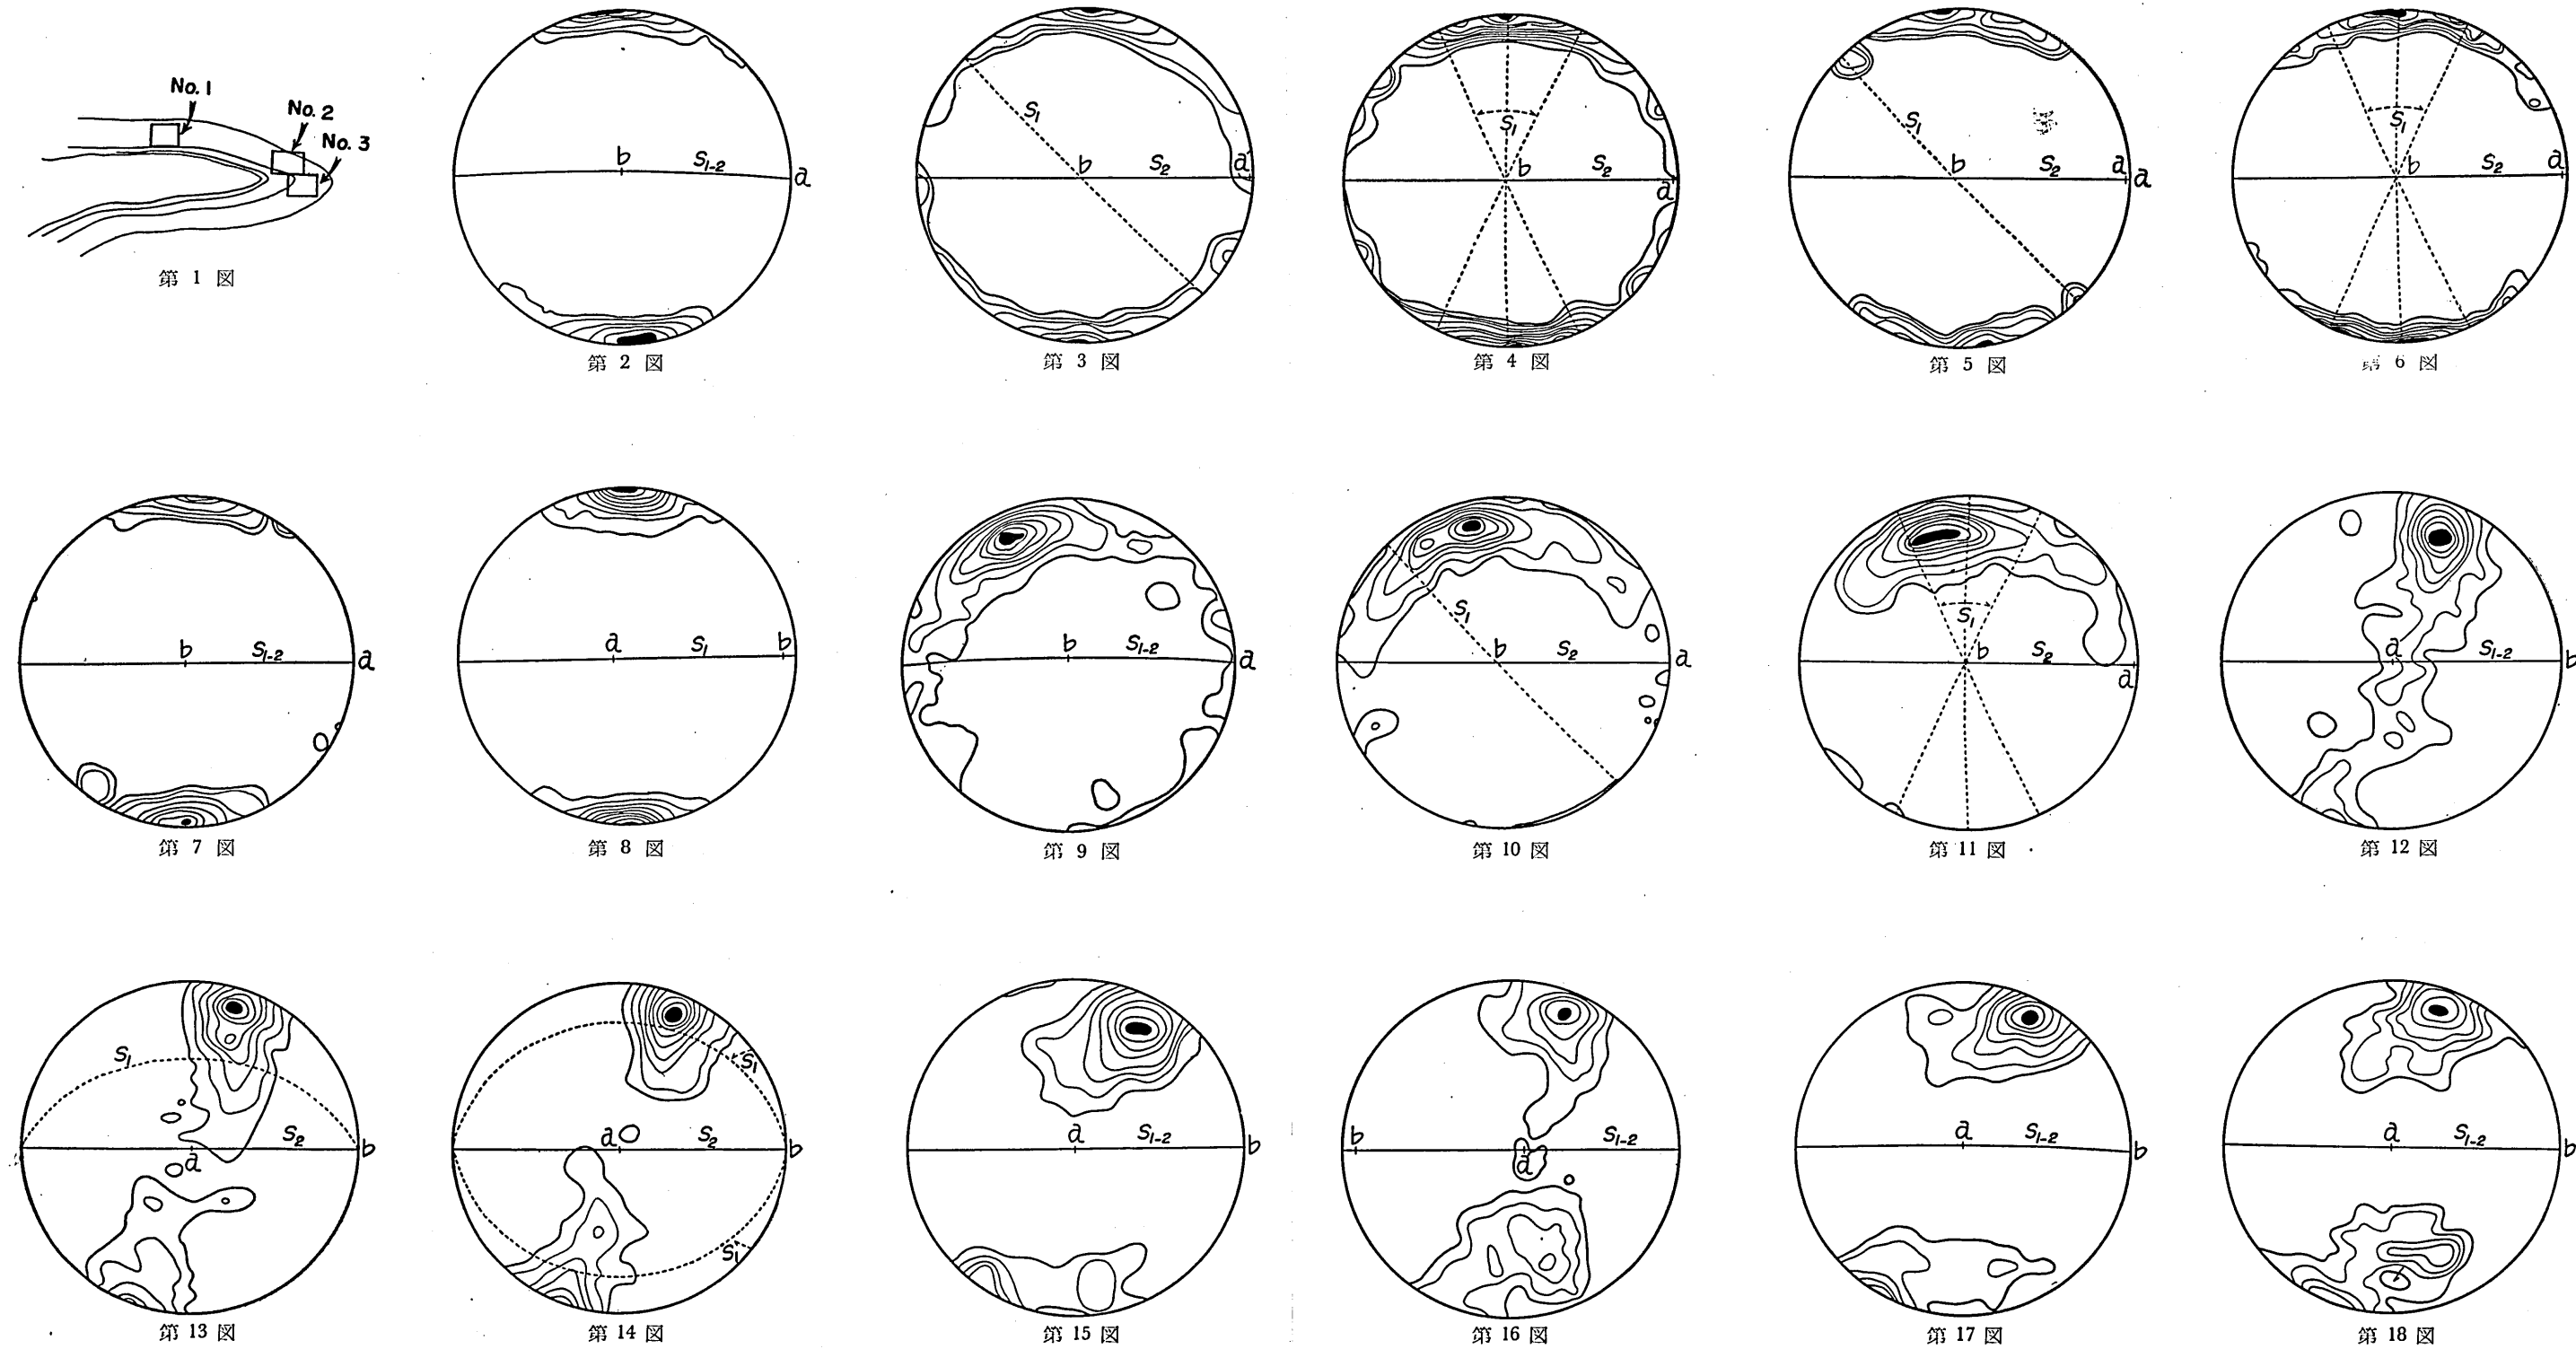 No. 1
No. 2
No. 3
第 1 図
b S₁₋₂ a
第 2 図
S₁
b S₂ a
第 3 図
S₁
b S₂ a
第 4 図
S₁
b S₂ a a
第 5 図
S₁
b S₂ a
第 6 図
b S₁₋₂ a
第 7 図
a S₁ b
第 8 図
b S₁₋₂ a
第 9 図
S₁
b S₂ a
第 10 図
S₁
b S₂ a
第 11 図
a S₁₋₂ b
第 12 図
S₁
S₂
a b
第 13 図
S₁
a S₂ b
S₁
第 14 図
a S₁₋₂ b
第 15 図
b a S₁₋₂
第 16 図
a S₁₋₂ b
第 17 図
a S₁₋₂ b
第 18 図